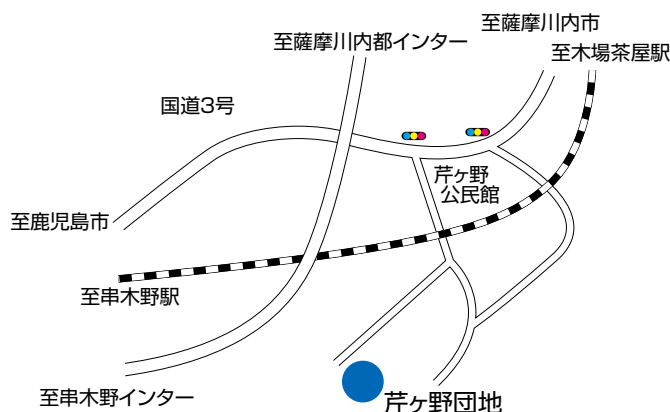 至薩摩川内市
至薩摩川内都インター
至木場茶屋駅
国道3号
芹ヶ野
公民館
至鹿児島市
至串木野駅
至串木野インター
芹ヶ野団地